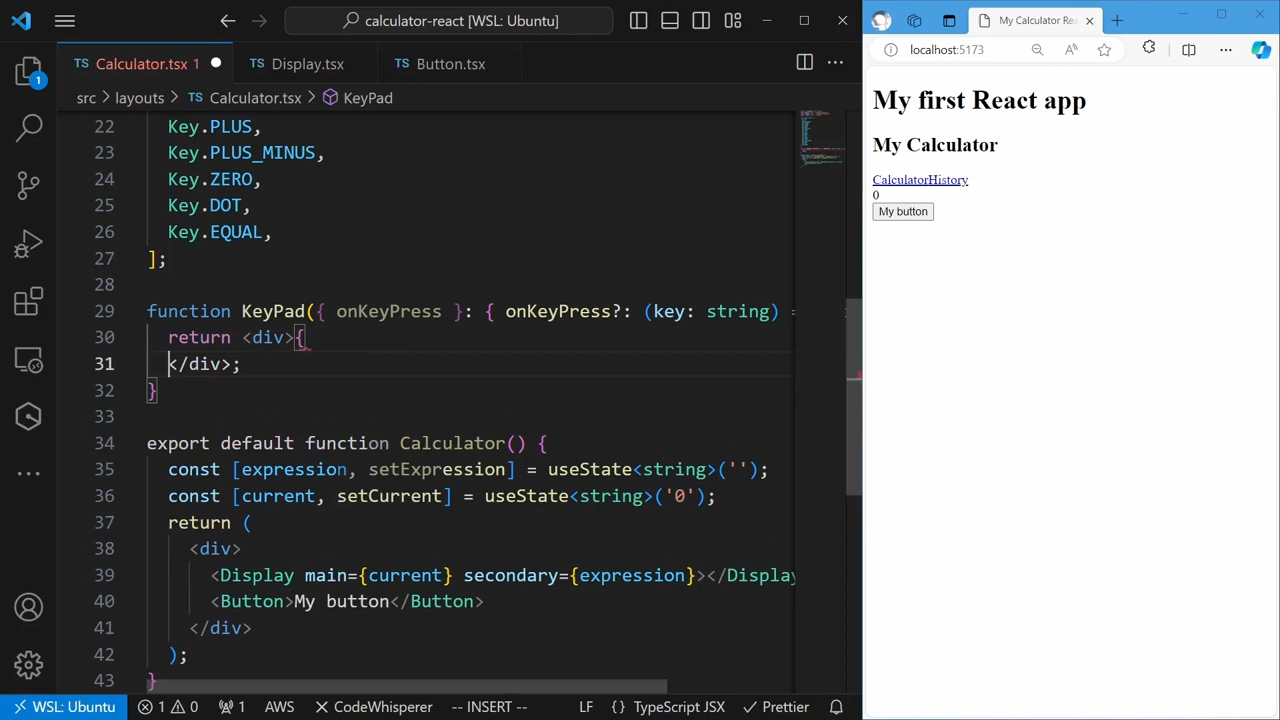 calculator-react [WSL: Ubuntu]
TS Calculator.tsx 1
TS Display.tsx
TS Button.tsx
src > layouts > TS Calculator.tsx > KeyPad
22 Key.PLUS,
23 Key.PLUS_MINUS,
24 Key.ZERO,
25 Key.DOT,
26 Key.EQUAL,
27 ];
28
29 function KeyPad({ onKeyPress }: { onKeyPress?: (key: string) =
30 return <div>{
31 </div>;
32 }
33
34 export default function Calculator() {
35 const [expression, setExpression] = useState<string>('');
36 const [current, setCurrent] = useState<string>('0');
37 return (
38 <div>
39 <Display main={current} secondary={expression}></Display
40 <Button>My button</Button>
41 </div>
42 );
43 }
1
WSL: Ubuntu
1 0
1
AWS
CodeWhisperer
-- INSERT --
LF
{} TypeScript JSX
Prettier
My Calculator Rea
localhost:5173
My first React app
My Calculator
CalculatorHistory
0
My button